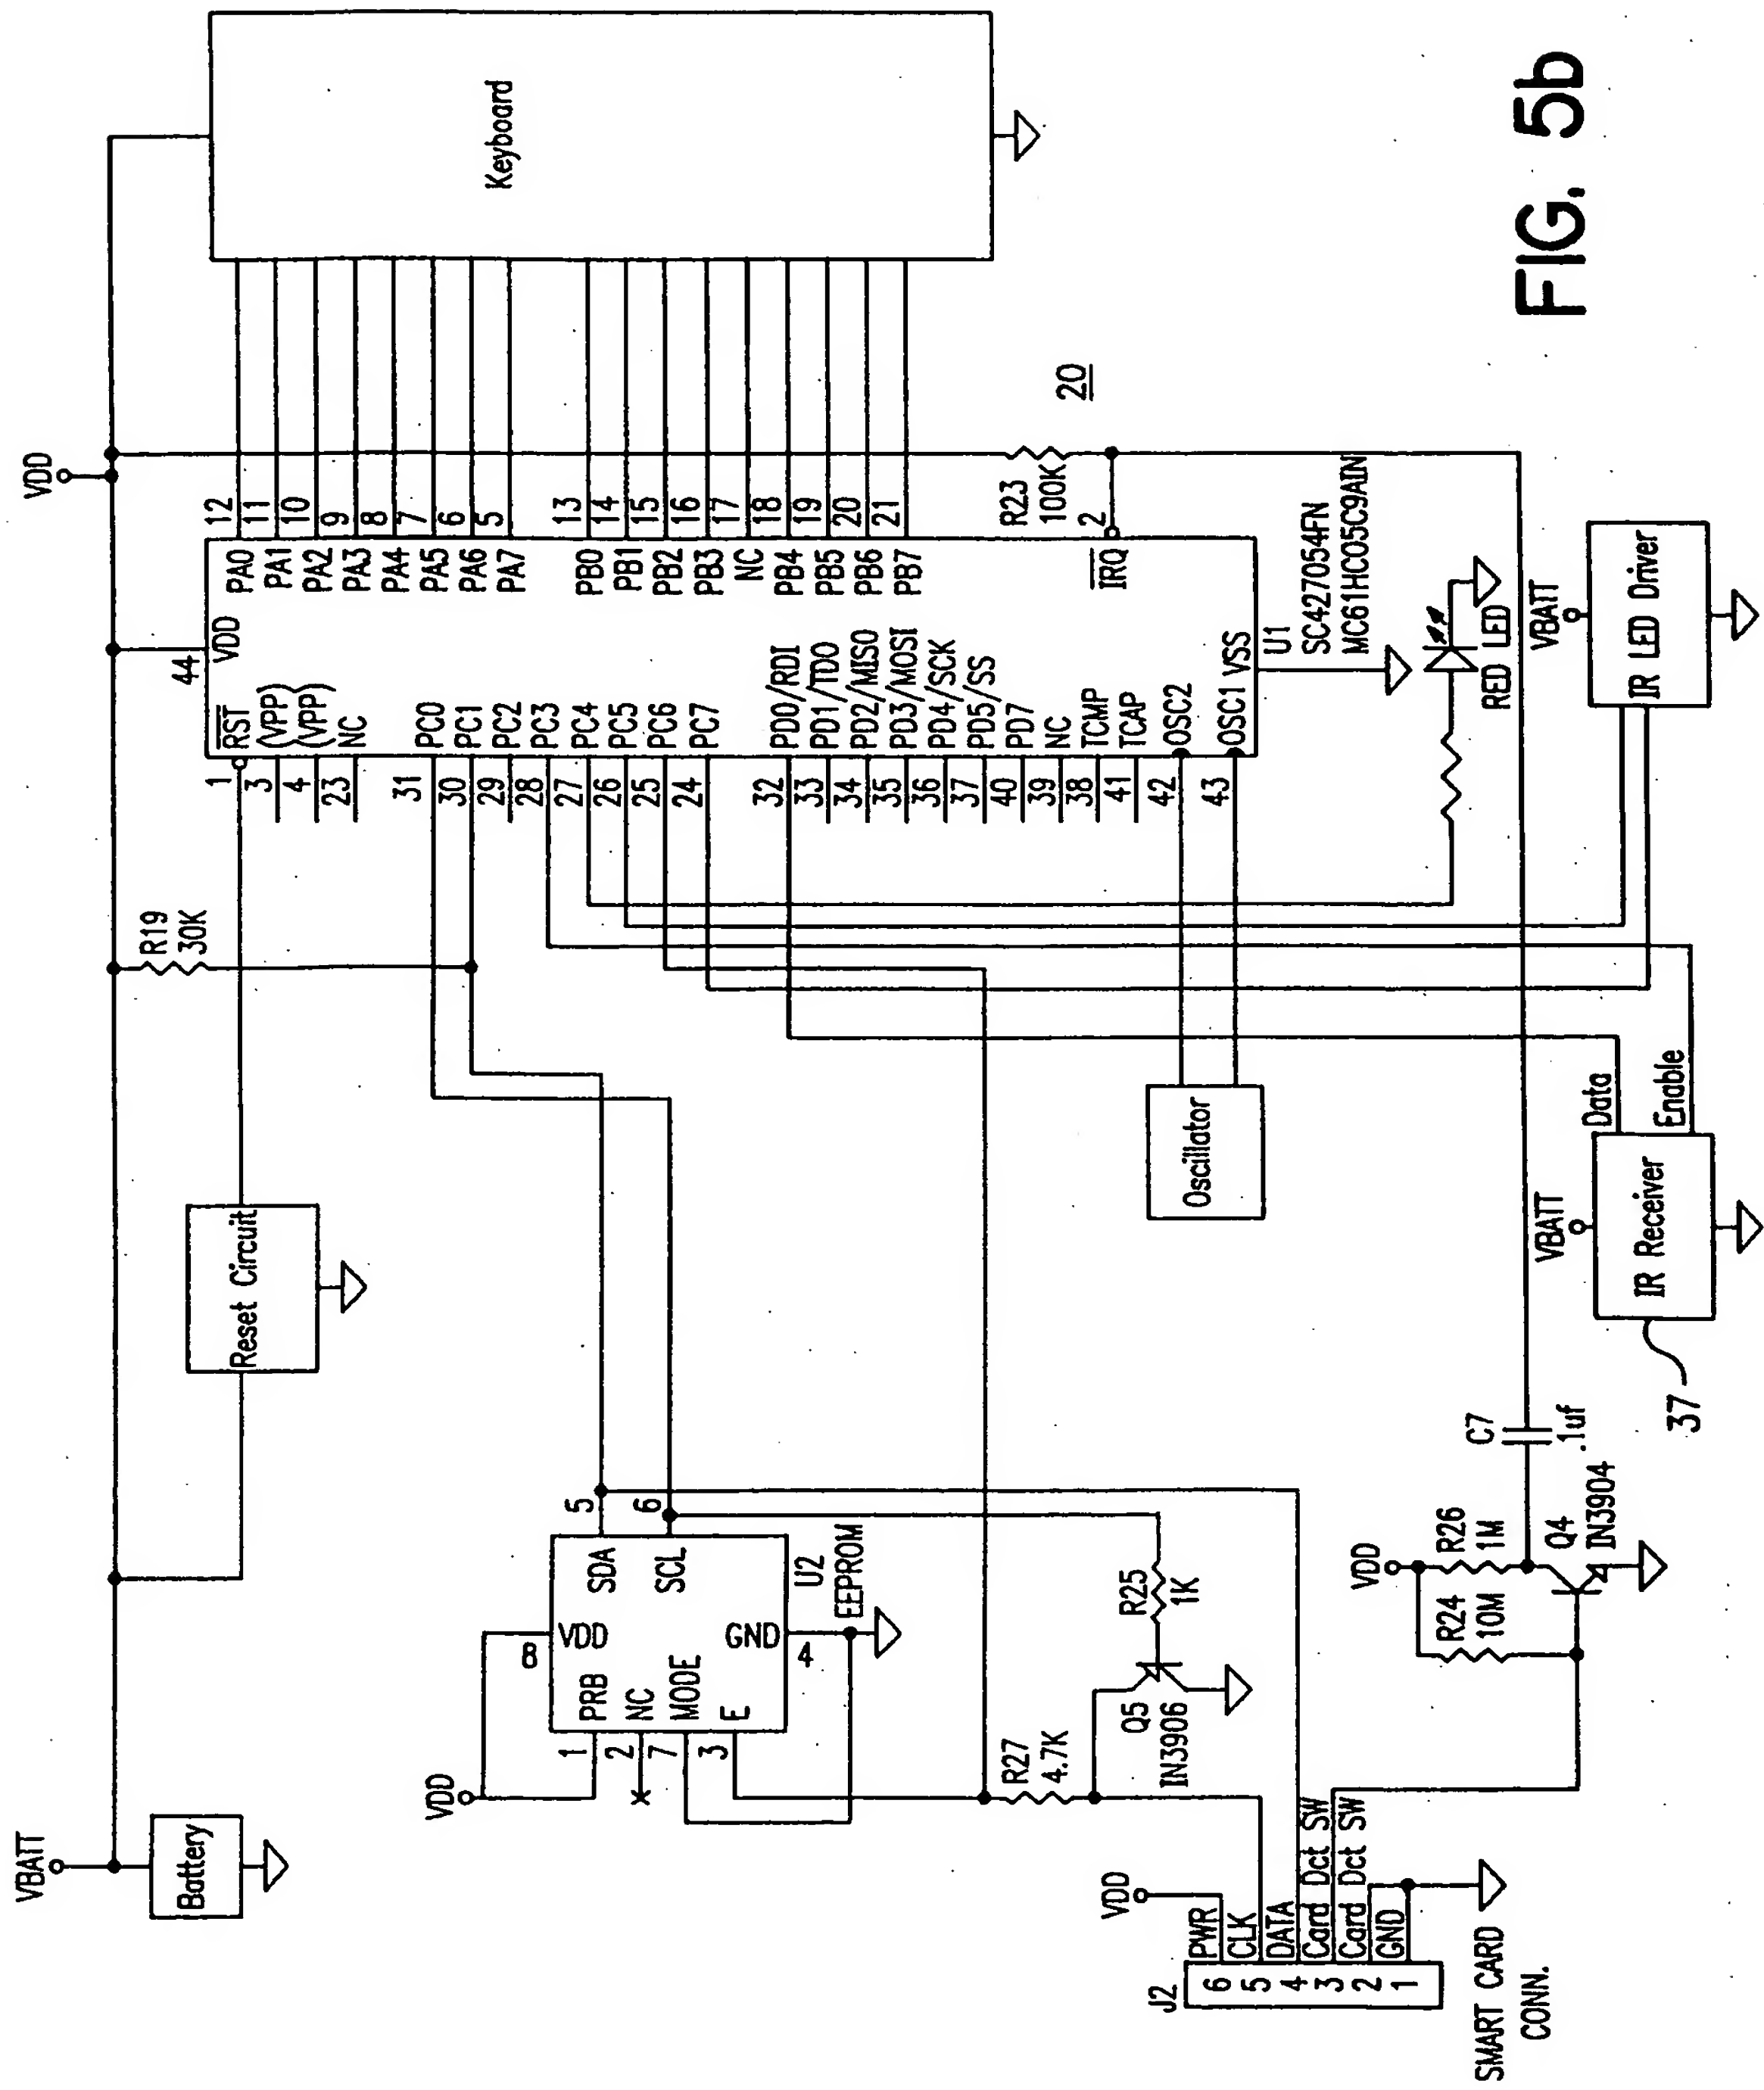 VBATT
Battery
VDD
Reset Circuit
R19
30K
Keyboard
44
VDD
1
RST
3
(VPP)
4
(VPP)
23
NC
31
PC0
30
PC1
29
PC2
28
PC3
27
PC4
26
PC5
25
PC6
24
PC7
32
PD0/RDI
33
PD1/TDO
34
PD2/MISO
35
PD3/MOSI
36
PD4/SCK
37
PD5/SS
40
PD7
39
NC
38
TCMP
41
TCAP
42
OSC2
43
OSC1
VSS
PA0
12
PA1
11
PA2
10
PA3
9
PA4
8
PA5
7
PA6
6
PA7
5
PB0
13
PB1
14
PB2
15
PB3
16
NC
17
PB4
18
PB5
19
PB6
20
PB7
21
IRQ
2
R23
100K
20
U1
SC427054FN
MC61HC05C9AIN
RED LED
VDD
8
VDD
1
PRB
2
NC
7
MODE
3
E
SDA
5
SCL
6
GND
4
U2
EEPROM
R27
4.7K
Q5
IN3906
R25
1K
Oscillator
VDD
J2
6
PWR
5
CLK
4
DATA
3
Card Dct SW
2
Card Dct SW
1
GND
SMART CARD
CONN.
VDD
R24
10M
R26
1M
Q4
IN3904
C7
.1uf
VBATT
IR Receiver
Data
Enable
37
VBATT
IR LED Driver
FIG. 5b